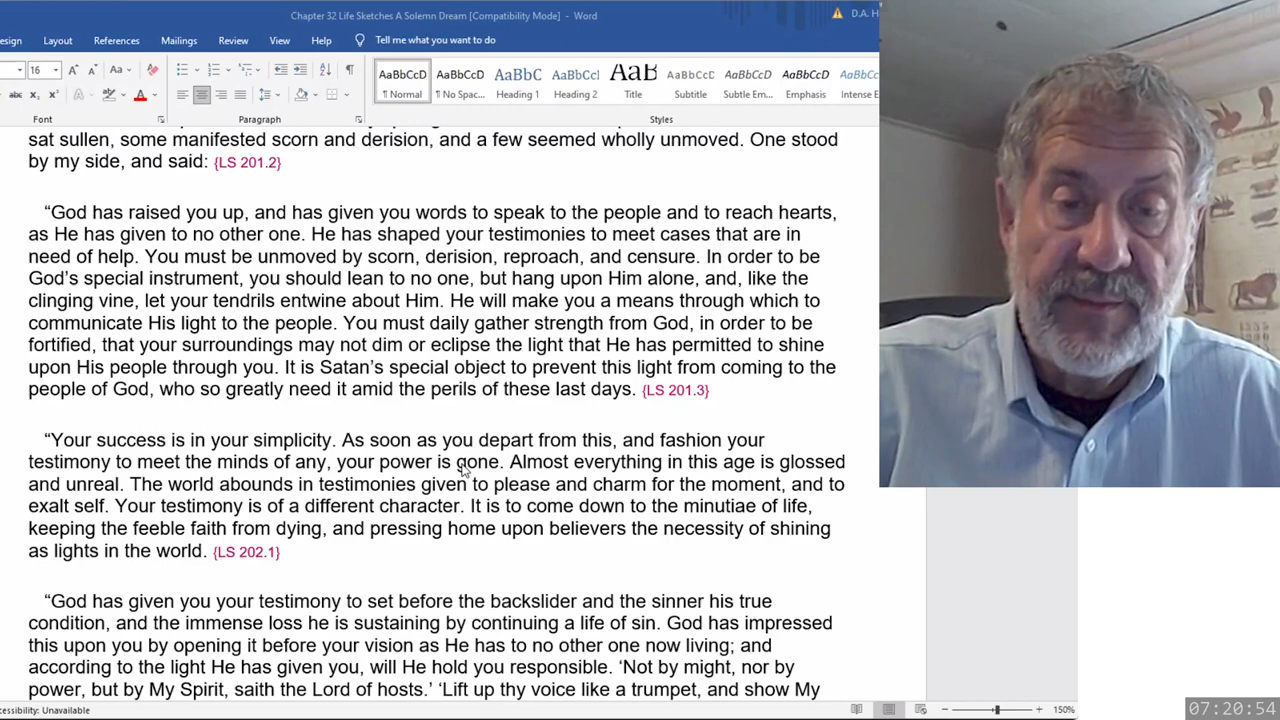 Chapter 32 Life Sketches A Solemn Dream [Compatibility Mode] - Word
D.A. H
esign Layout References Mailings Review View Help Tell me what you want to do
16 Aa
AaBbCcD AaBbCcD AaBbC AaBbCcL AaB AaBbCcD AaBbCcD AaBbCcD AaBbCc
¶ Normal ¶ No Spac... Heading 1 Heading 2 Title Subtitle Subtle Em... Emphasis Intense E
Font Paragraph Styles
sat sullen, some manifested scorn and derision, and a few seemed wholly unmoved. One stood
by my side, and said: {LS 201.2}
“God has raised you up, and has given you words to speak to the people and to reach hearts,
as He has given to no other one. He has shaped your testimonies to meet cases that are in
need of help. You must be unmoved by scorn, derision, reproach, and censure. In order to be
God’s special instrument, you should lean to no one, but hang upon Him alone, and, like the
clinging vine, let your tendrils entwine about Him. He will make you a means through which to
communicate His light to the people. You must daily gather strength from God, in order to be
fortified, that your surroundings may not dim or eclipse the light that He has permitted to shine
upon His people through you. It is Satan’s special object to prevent this light from coming to the
people of God, who so greatly need it amid the perils of these last days. {LS 201.3}
“Your success is in your simplicity. As soon as you depart from this, and fashion your
testimony to meet the minds of any, your power is gone. Almost everything in this age is glossed
and unreal. The world abounds in testimonies given to please and charm for the moment, and to
exalt self. Your testimony is of a different character. It is to come down to the minutiae of life,
keeping the feeble faith from dying, and pressing home upon believers the necessity of shining
as lights in the world. {LS 202.1}
“God has given you your testimony to set before the backslider and the sinner his true
condition, and the immense loss he is sustaining by continuing a life of sin. God has impressed
this upon you by opening it before your vision as He has to no other one now living; and
according to the light He has given you, will He hold you responsible. ‘Not by might, nor by
power, but by My Spirit, saith the Lord of hosts.’ ‘Lift up thy voice like a trumpet, and show My
cessibility: Unavailable
150%
07:20:54